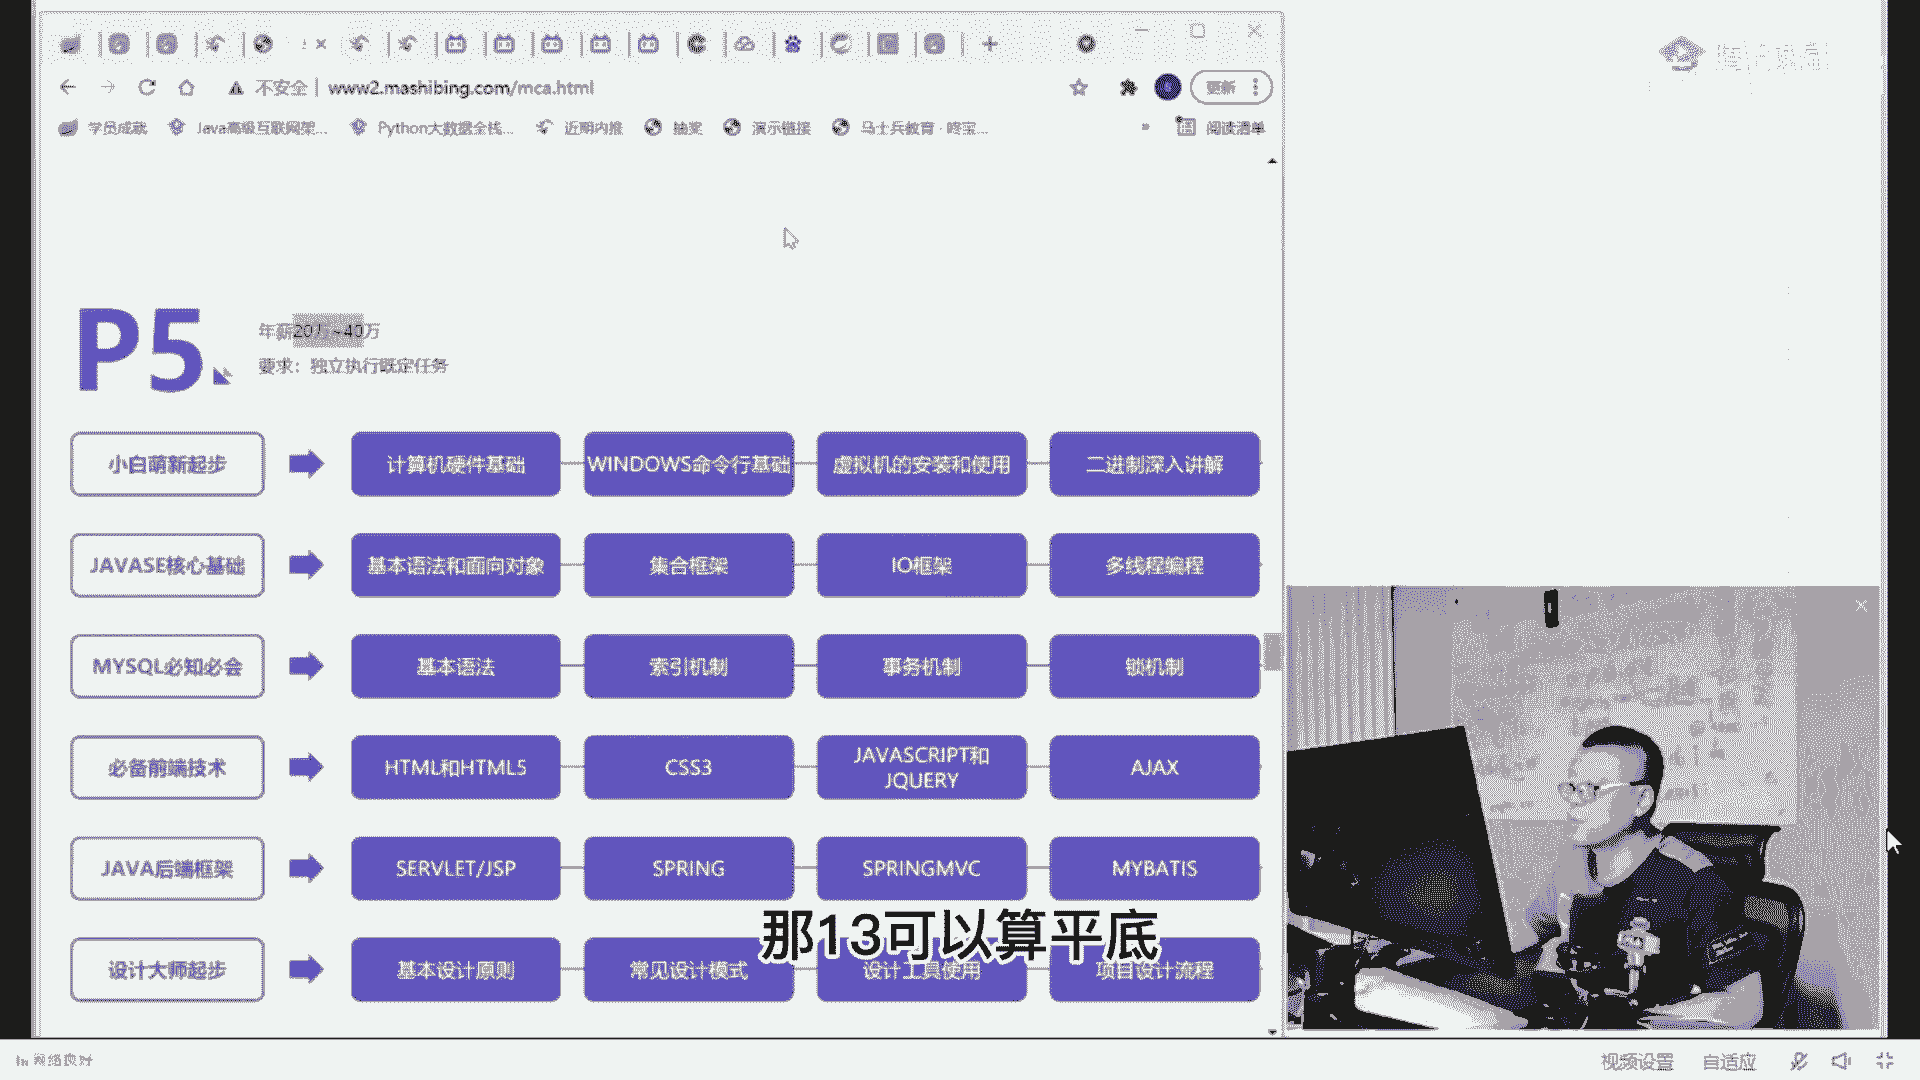 不安全 | www2.mashibing.com/mca.html
更新
学员成就 Java高级互联网架... Python大数据全栈... 近期内推 抽奖 演示链接 马士兵教育 · 咚宝... » 阅读清单
P5
年薪20万~40万
要求：独立执行既定任务
小白萌新起步 计算机硬件基础 WINDOWS命令行基础 虚拟机的安装和使用 二进制深入讲解
JAVASE核心基础 基本语法和面向对象 集合框架 IO框架 多线程编程
MYSQL必知必会 基本语法 索引机制 事务机制 锁机制
必备前端技术 HTML和HTML5 CSS3 JAVASCRIPT和JQUERY AJAX
JAVA后端框架 SERVLET/JSP SPRING SPRINGMVC MYBATIS
那13可以算平底
设计大师起步 基本设计原则 常见设计模式 设计工具使用 项目设计流程
网络良好
视频设置 自适应